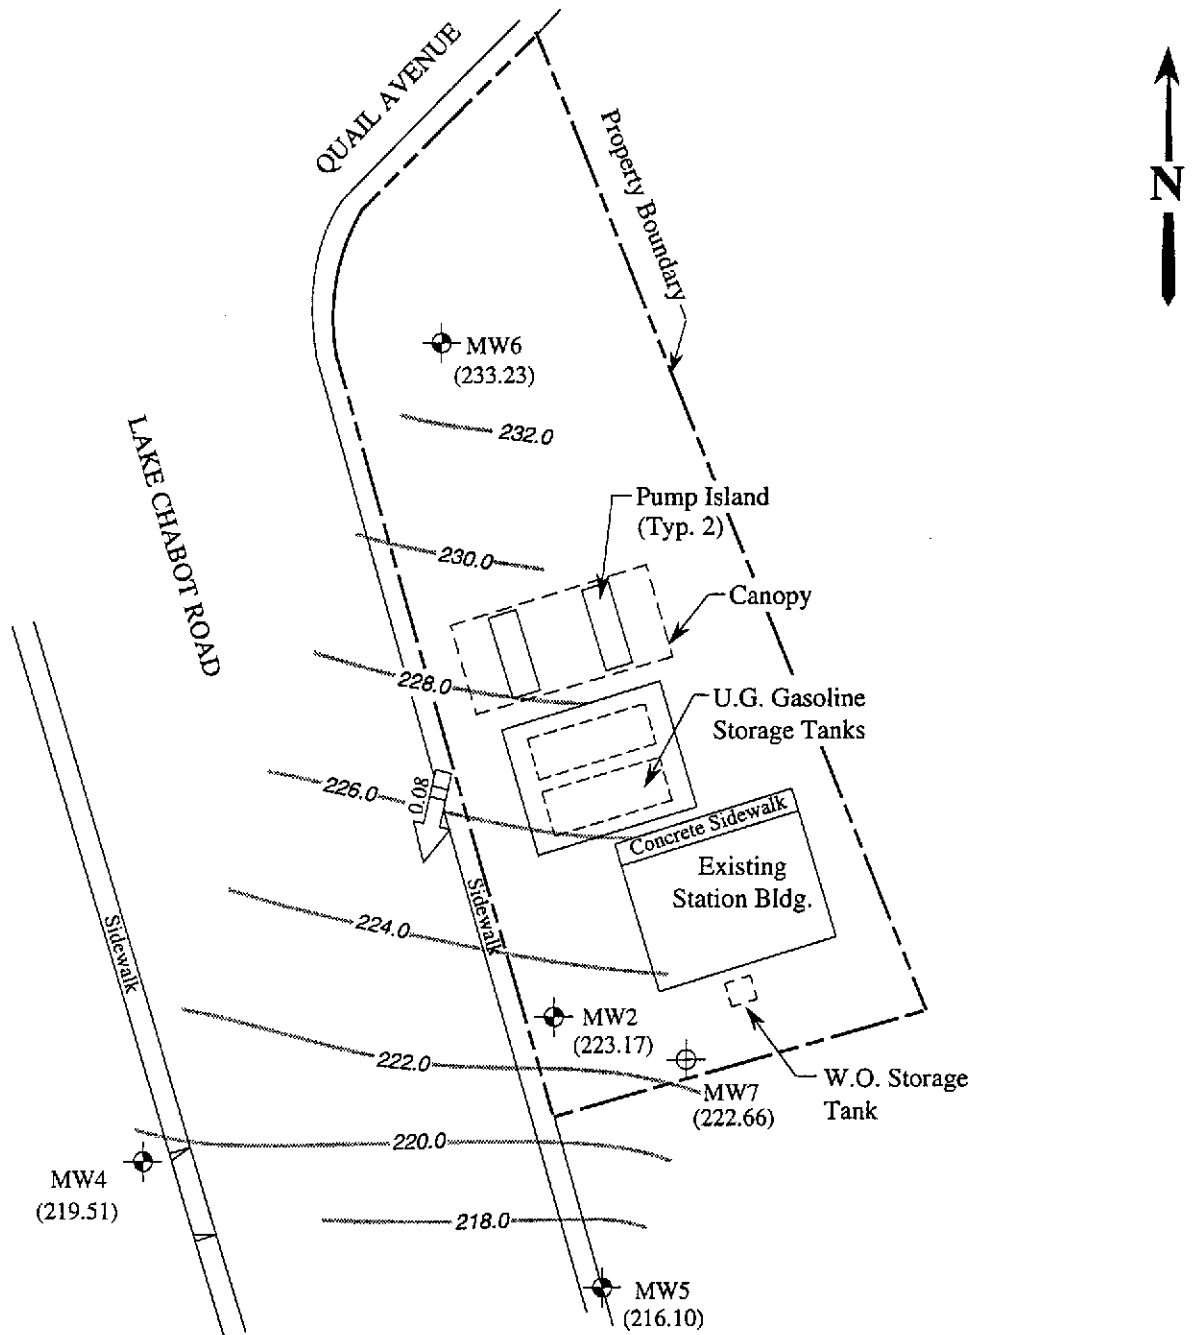 QUAIL AVENUE
Property Boundary
N
MW6
(233.23)
232.0
LAKE CHABOT ROAD
Pump Island
(Typ. 2)
230.0
Canopy
228.0
U.G. Gasoline
Storage Tanks
226.0
0.08
Concrete Sidewalk
Existing
Station Bldg.
Sidewalk
224.0
Sidewalk
MW2
(223.17)
222.0
MW7
(222.66)
W.O. Storage
Tank
220.0
MW4
(219.51)
218.0
MW5
(216.10)